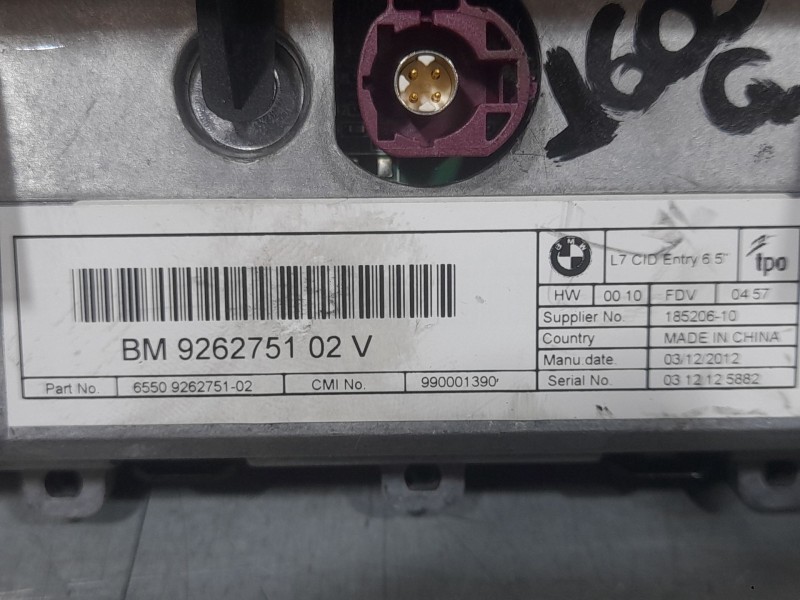 BMW
L7 CID Entry 6.5"
tpo
HW 00 10 FDV 04 57
Supplier No. 185206-10
Country MADE IN CHINA
Manu date. 03/12/2012
Serial No. 03 12 12 5882
BM 9262751 02 V
Part No. 6550 9262751-02 CMI No. 990001390